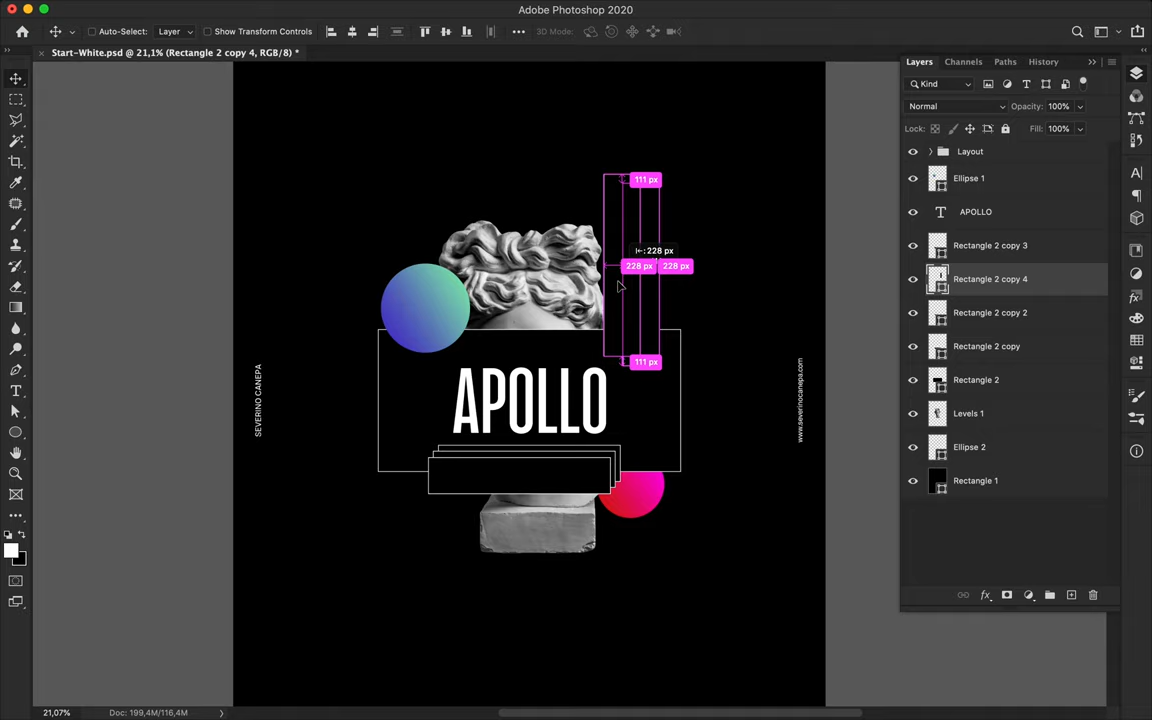 Adobe Photoshop 2020
Auto-Select: Layer Show Transform Controls 3D Mode:
Start-White.psd @ 21,1% (Rectangle 2 copy 4, RGB/8) *
Layers Channels Paths History
Kind
Normal Opacity: 100%
Lock: Fill: 100%
Layout
Ellipse 1
APOLLO
Rectangle 2 copy 3
Rectangle 2 copy 4
Rectangle 2 copy 2
Rectangle 2 copy
Rectangle 2
Levels 1
Ellipse 2
Rectangle 1
111 px
228 px
228 px 228 px
111 px
APOLLO
SEVERINO CANEPA
www.severinocanepa.com
21,07% Doc: 199,4M/116,4M